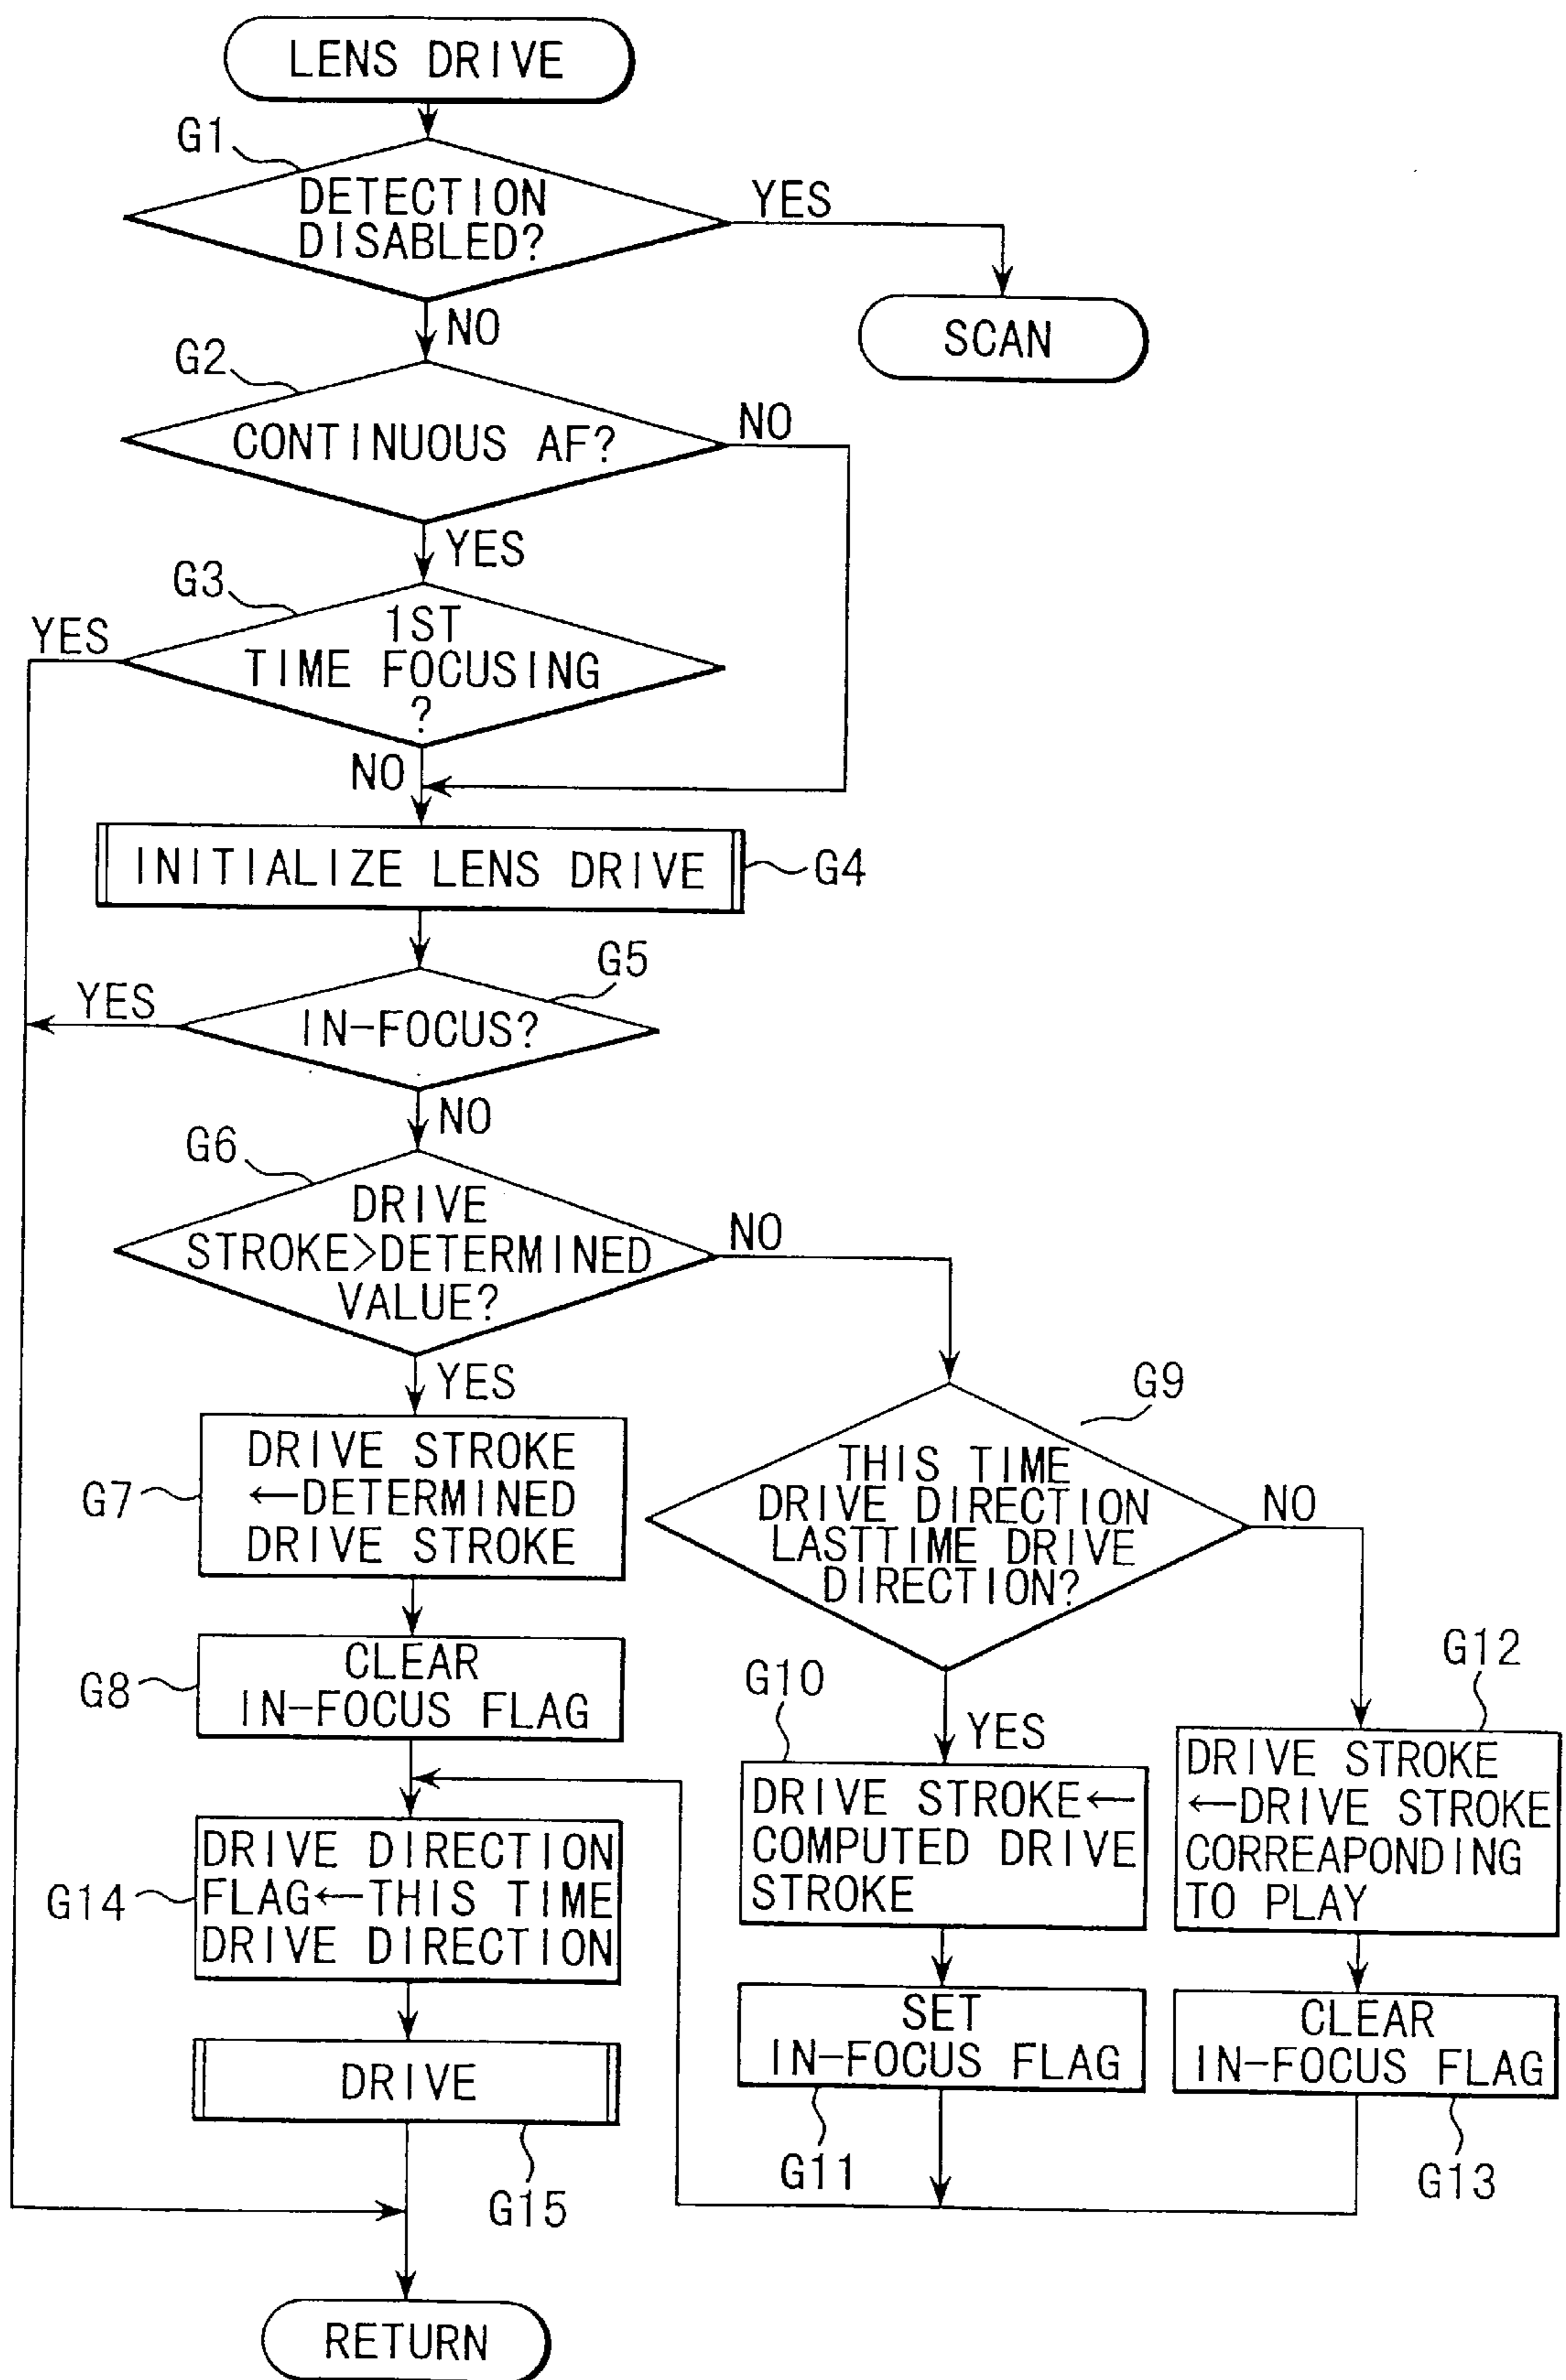 LENS DRIVE
G1
DETECTION
DISABLED?
YES
SCAN
NO
G2
CONTINUOUS AF?
NO
YES
G3
1ST
TIME FOCUSING
?
YES
NO
INITIALIZE LENS DRIVE
G4
G5
IN-FOCUS?
YES
NO
G6
DRIVE
STROKE>DETERMINED
VALUE?
NO
YES
G7
DRIVE STROKE
←DETERMINED
DRIVE STROKE
G8
CLEAR
IN-FOCUS FLAG
G9
THIS TIME
DRIVE DIRECTION
LASTTIME DRIVE
DIRECTION?
NO
YES
G10
DRIVE STROKE←
COMPUTED DRIVE
STROKE
SET
IN-FOCUS FLAG
G11
G12
DRIVE STROKE
←DRIVE STROKE
CORREAPONDING
TO PLAY
CLEAR
IN-FOCUS FLAG
G13
G14
DRIVE DIRECTION
FLAG←THIS TIME
DRIVE DIRECTION
DRIVE
G15
RETURN